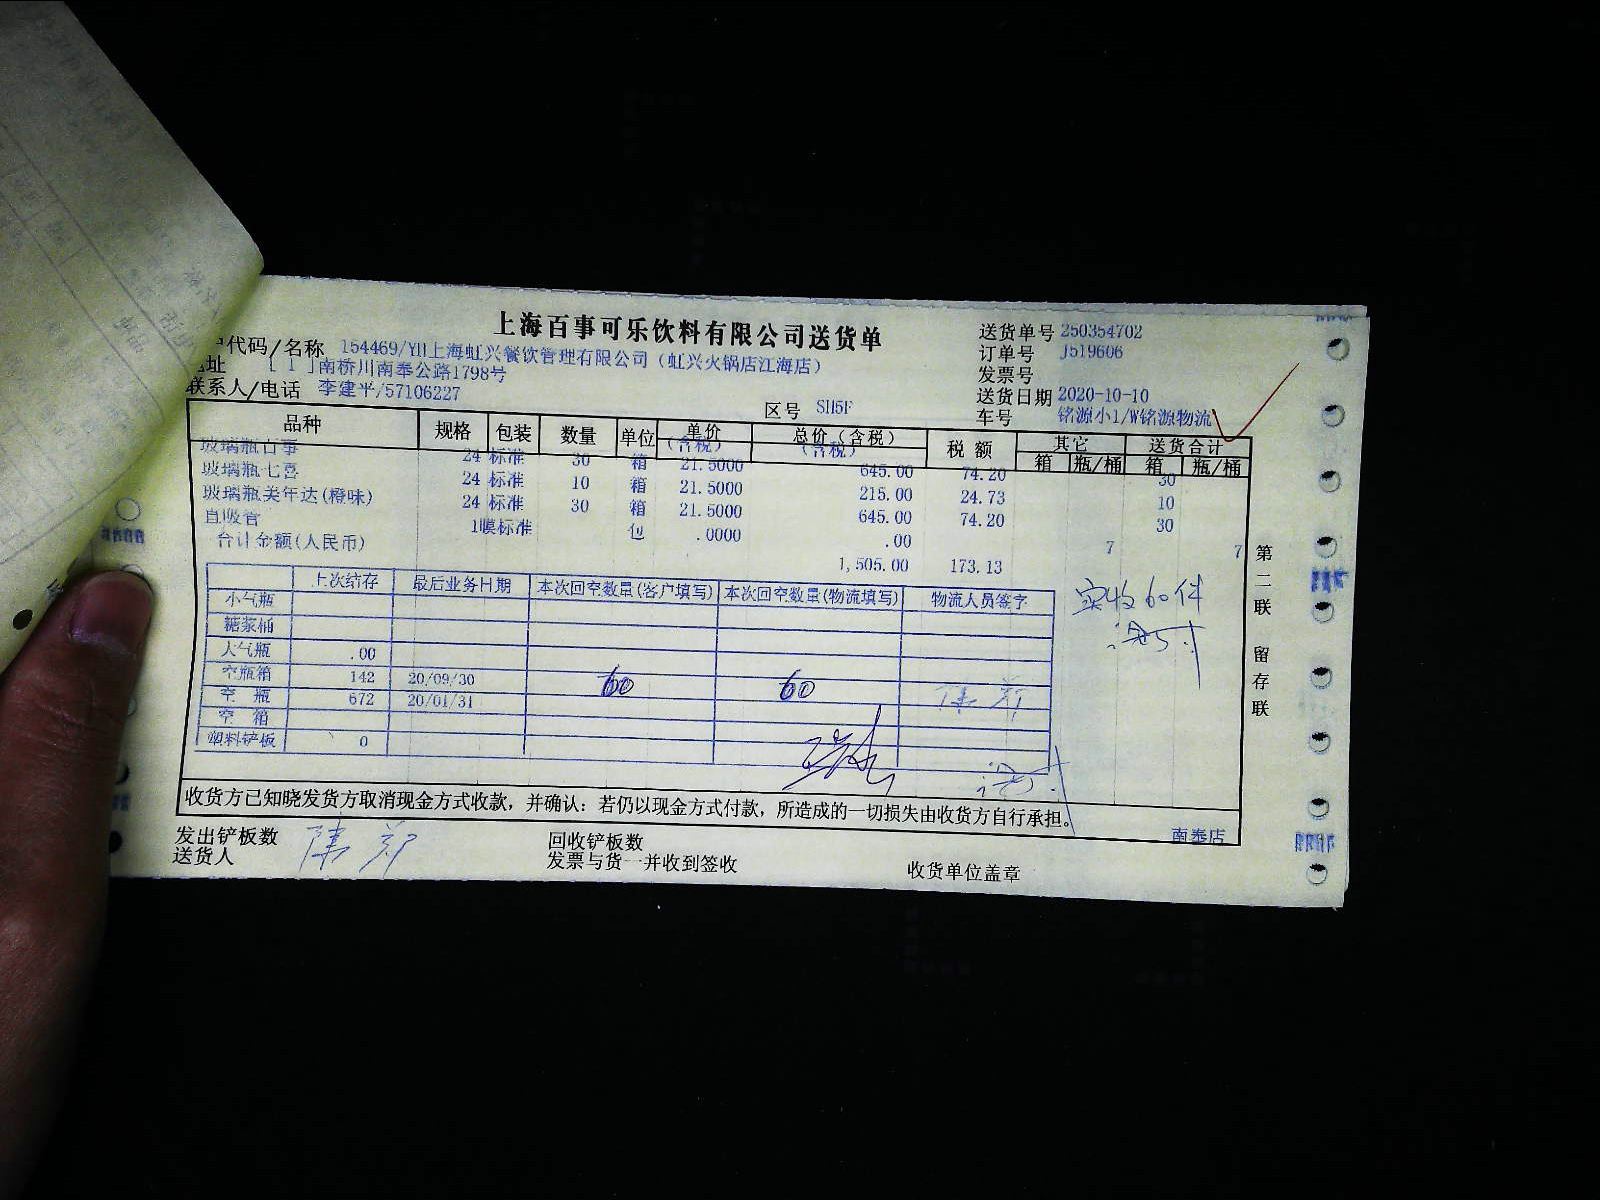 上海百事可乐饮料有限公司送货单
送货单号 250354702
代码/名称 154469/YH上海虹兴餐饮管理有限公司(虹兴火锅店江海店)
订单号 J519606
址 [ 1 ]南桥川南奉公路1798号
发票号
联系人/电话 李建平/57106227
送货日期 2020-10-10
区号 SH5F
车号 铭源小1/W铭源物流
品种 规格 包装 数量 单位 单价(含税) 总价(含税) 税额 其它 送货合计
(含税) (含税) 箱 瓶/桶 箱 瓶/桶
玻璃瓶百事 24 标准 30 箱 21.5000 645.00 74.20 30
玻璃瓶七喜 24 标准 10 箱 21.5000 215.00 24.73 10
玻璃瓶美年达(橙味) 24 标准 30 箱 21.5000 645.00 74.20 30
自吸管 1膜标准 包 .0000 .00 7 7
合计金额(人民币) 1,505.00 173.13
上次结存 最后业务日期 本次回空数量(客户填写) 本次回空数量(物流填写) 物流人员签字
小气瓶
糖浆桶
大气瓶 .00
空瓶箱 142 20/09/30 60 60
空 瓶 672 20/01/31
空 箱
塑料铲板 0
实收60件
第二联 留存联
收货方已知晓发货方取消现金方式收款,并确认:若仍以现金方式付款,所造成的一切损失由收货方自行承担。
南奉店
发出铲板数 回收铲板数
送货人 发票与货一并收到签收 收货单位盖章